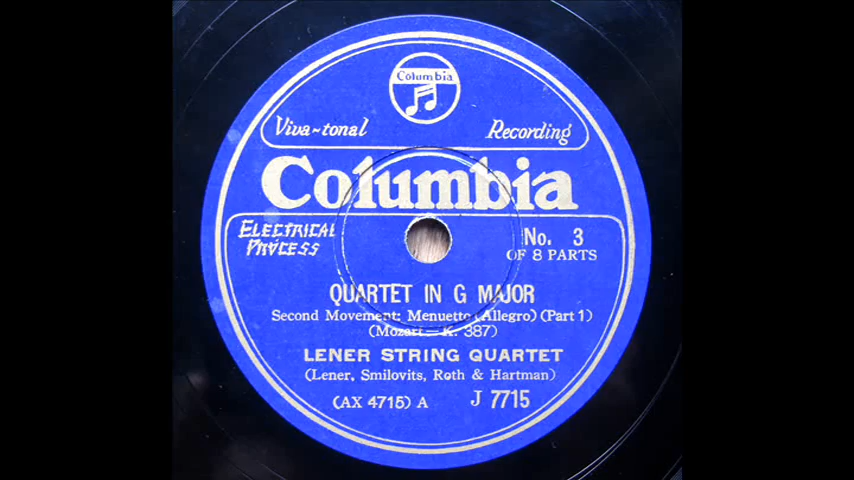 Columbia
Viva-tonal Recording
Columbia
ELECTRICAL PROCESS
No. 3
OF 8 PARTS
QUARTET IN G MAJOR
Second Movement: Menuetto (Allegro) (Part 1)
(Mozart—K. 387)
LENER STRING QUARTET
(Lener, Smilovits, Roth & Hartman)
(AX 4715) A J 7715